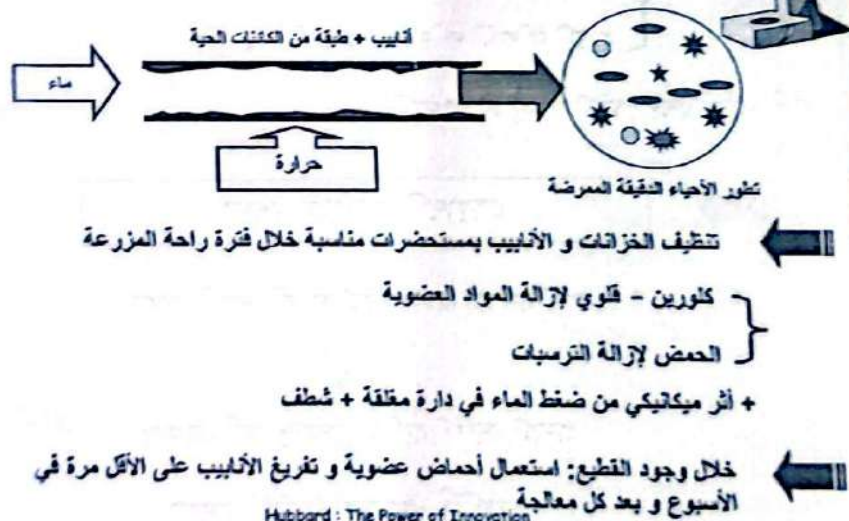 أنابيب + طبقة من الكائنات الحية
ماء
حرارة
تطور الأحياء الدقيقة الممرضة
تنظيف الخزانات و الأنابيب بمستحضرات مناسبة خلال فترة راحة المزرعة
كلورين - قلوي لإزالة المواد العضوية
الحمض لإزالة الترسبات
+ أثر ميكانيكي من ضغط الماء في دارة مغلقة + شطف
خلال وجود القطيع: استعمال أحماض عضوية و تفريغ الأنابيب على الأقل مرة في
الأسبوع و بعد كل معالجة
Hubbard : The Power of Innovation